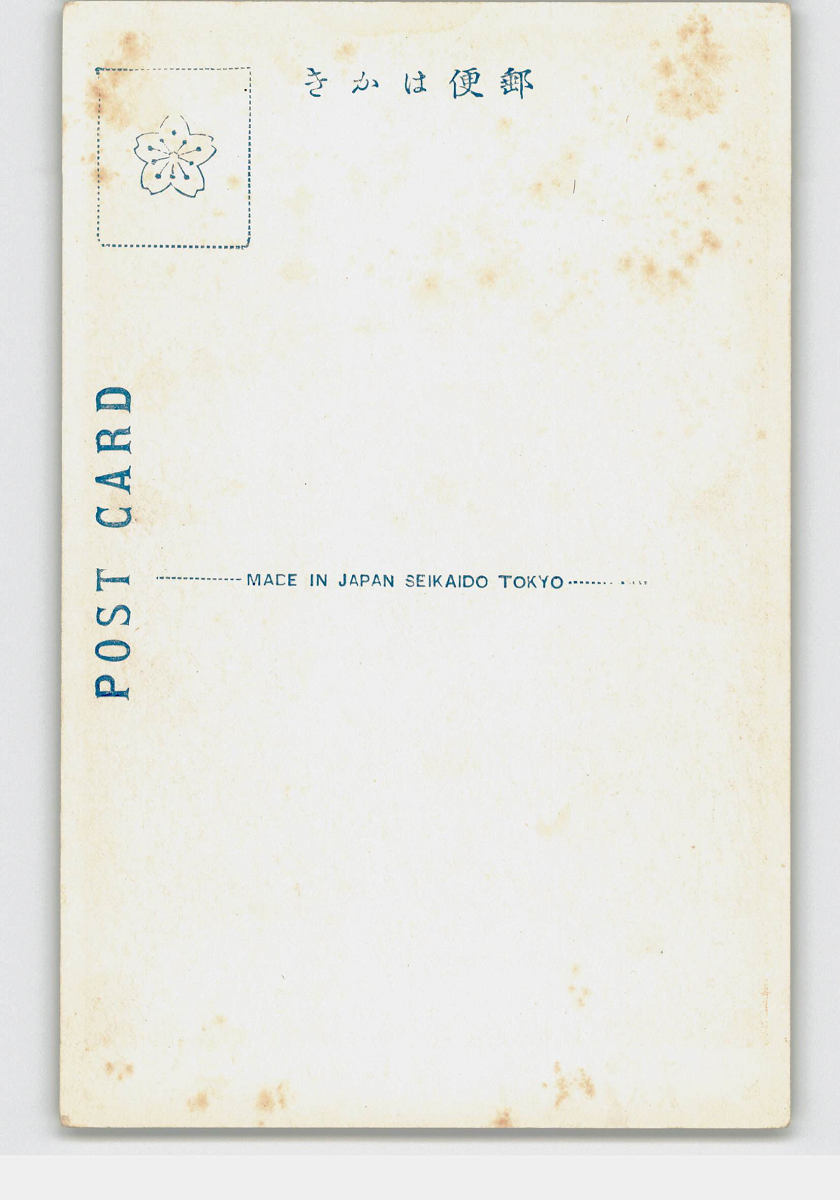 きかは便郵
POST CARD
MADE IN JAPAN SEIKAIDO TOKYO